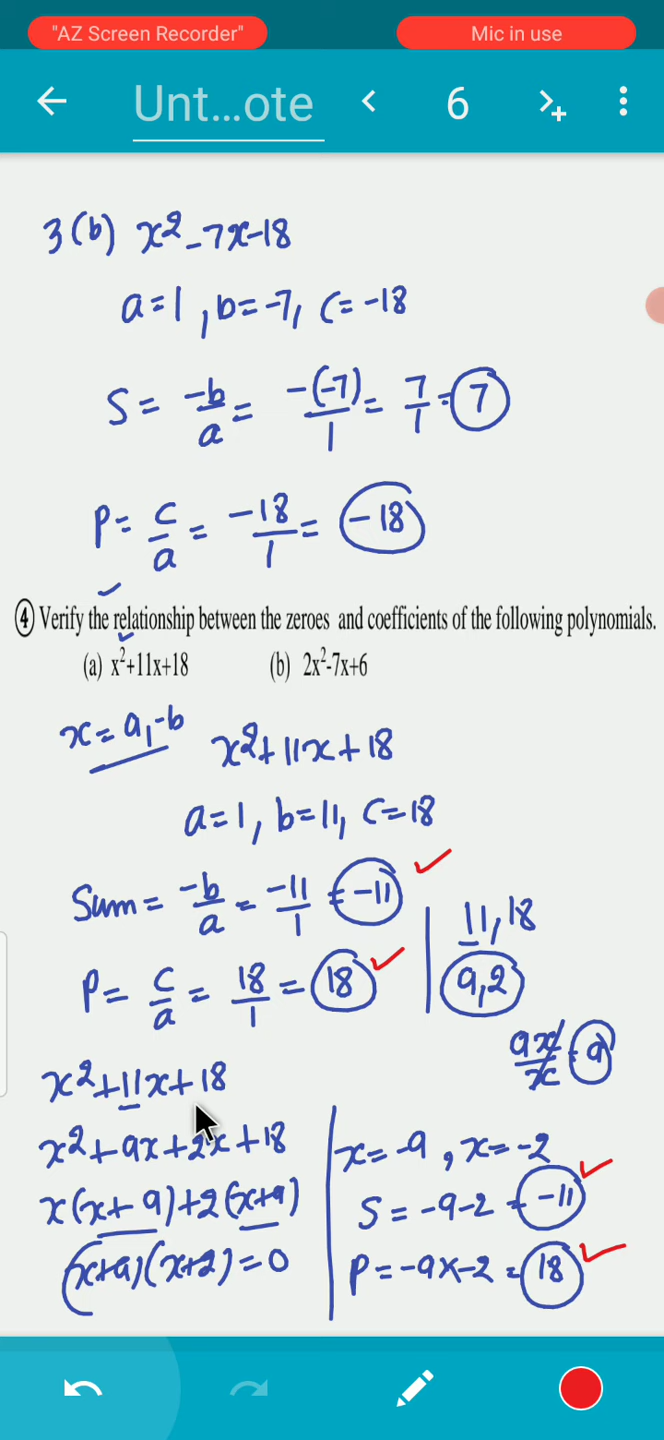 "AZ Screen Recorder" Mic in use
Unt...ote < 6
3(b) x²-7x-18
a=1, b=-7, c=-18
S = -b/a = -(-7)/1 = 7/1 = 7
P = c/a = -18/1 = -18
④ Verify the relationship between the zeroes and coefficients of the following polynomials.
(a) x²+11x+18 (b) 2x²-7x+6
x = a, -b
x²+11x+18
a=1, b=11, c=18
Sum = -b/a = -11/1 = -11
P = c/a = 18/1 = 18
11, 18
9,2
x²+11x+18
x²+9x+2x+18
x(x+9)+2(x+9)
(x+9)(x+2)=0
x=-9, x=-2
S = -9-2 = -11
P = -9x-2 = 18